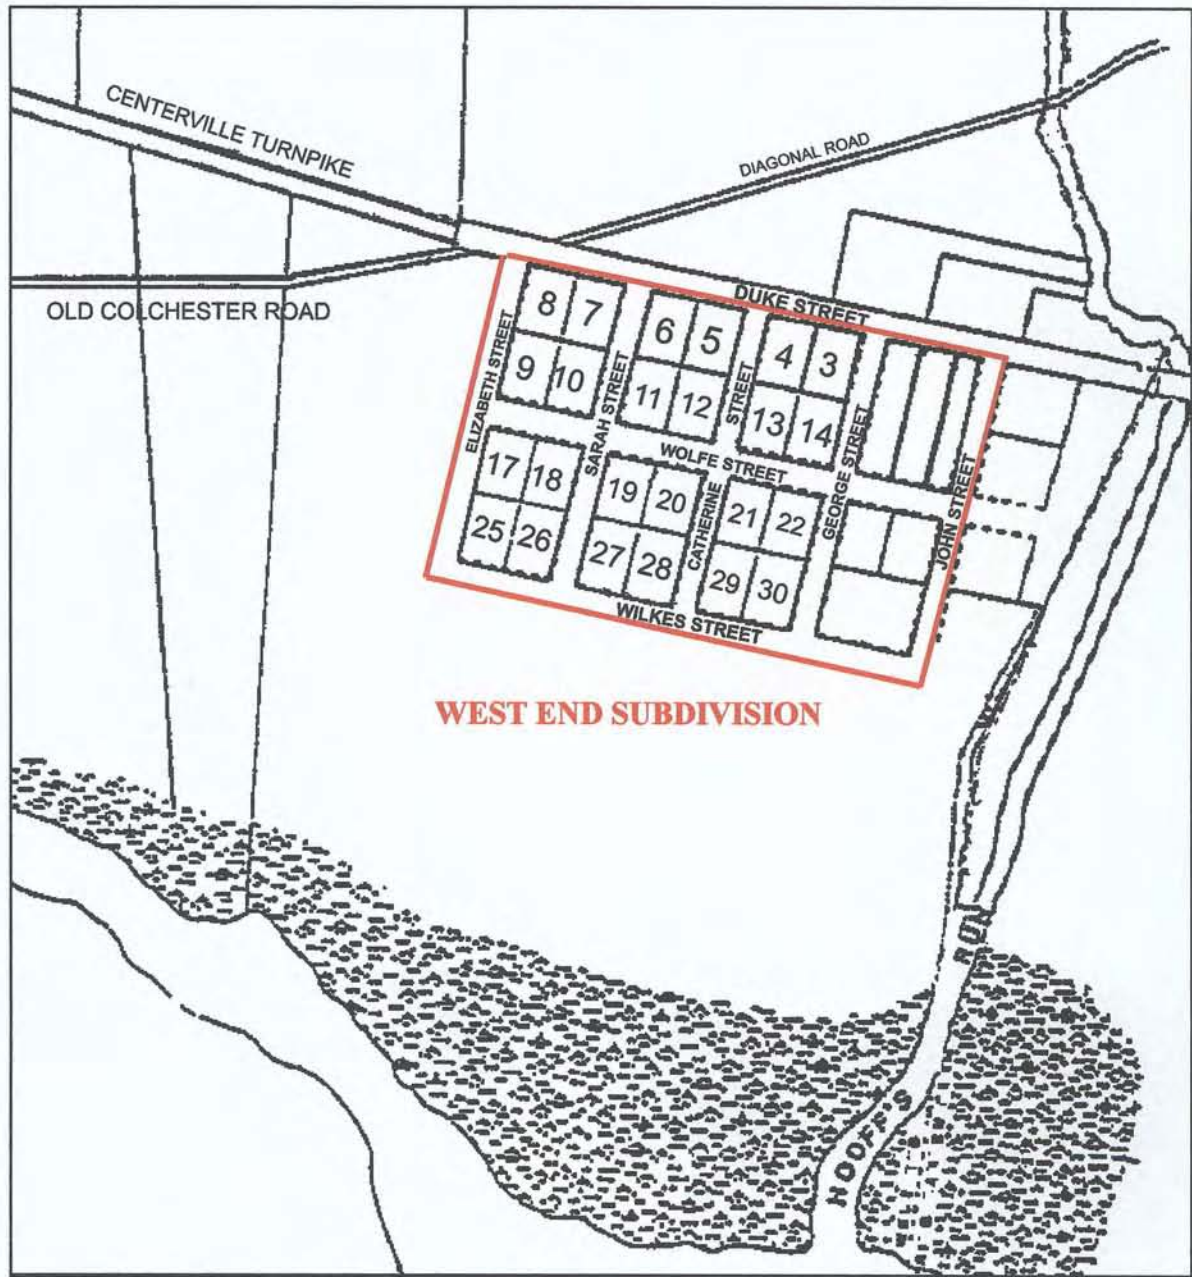 CENTERVILLE TURNPIKE
DIAGONAL ROAD
OLD COLCHESTER ROAD
DUKE STREET
8 7
6 5
4 3
9 10
11 12
13 14
ELIZABETH STREET
SARAH STREET
CATHERINE STREET
GEORGE STREET
JOHN STREET
WOLFE STREET
17 18
19 20
21 22
25 26
27 28
29 30
WILKES STREET
WEST END SUBDIVISION
HOOFF'S RUN